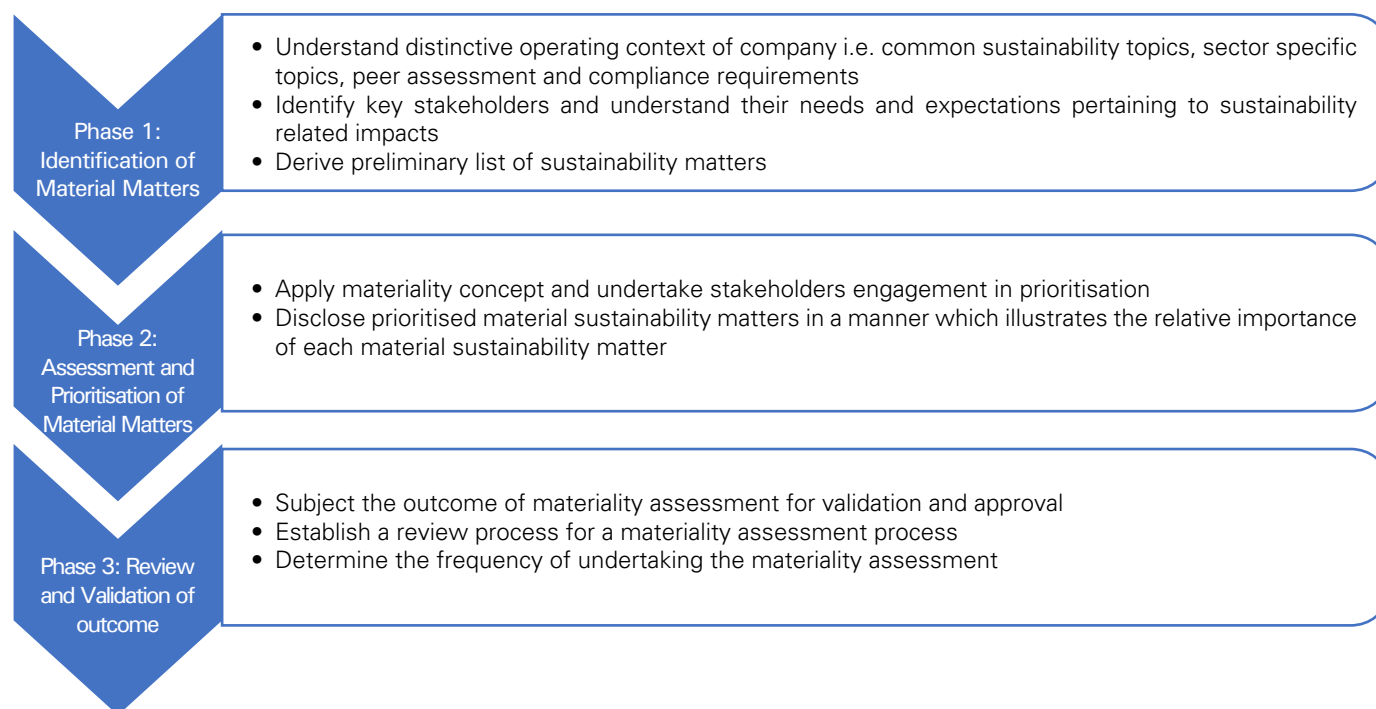 Phase 1:
Identification of
Material Matters
• Understand distinctive operating context of company i.e. common sustainability topics, sector specific
topics, peer assessment and compliance requirements
• Identify key stakeholders and understand their needs and expectations pertaining to sustainability
related impacts
• Derive preliminary list of sustainability matters
Phase 2:
Assessment and
Prioritisation of
Material Matters
• Apply materiality concept and undertake stakeholders engagement in prioritisation
• Disclose prioritised material sustainability matters in a manner which illustrates the relative importance
of each material sustainability matter
Phase 3: Review
and Validation of
outcome
• Subject the outcome of materiality assessment for validation and approval
• Establish a review process for a materiality assessment process
• Determine the frequency of undertaking the materiality assessment